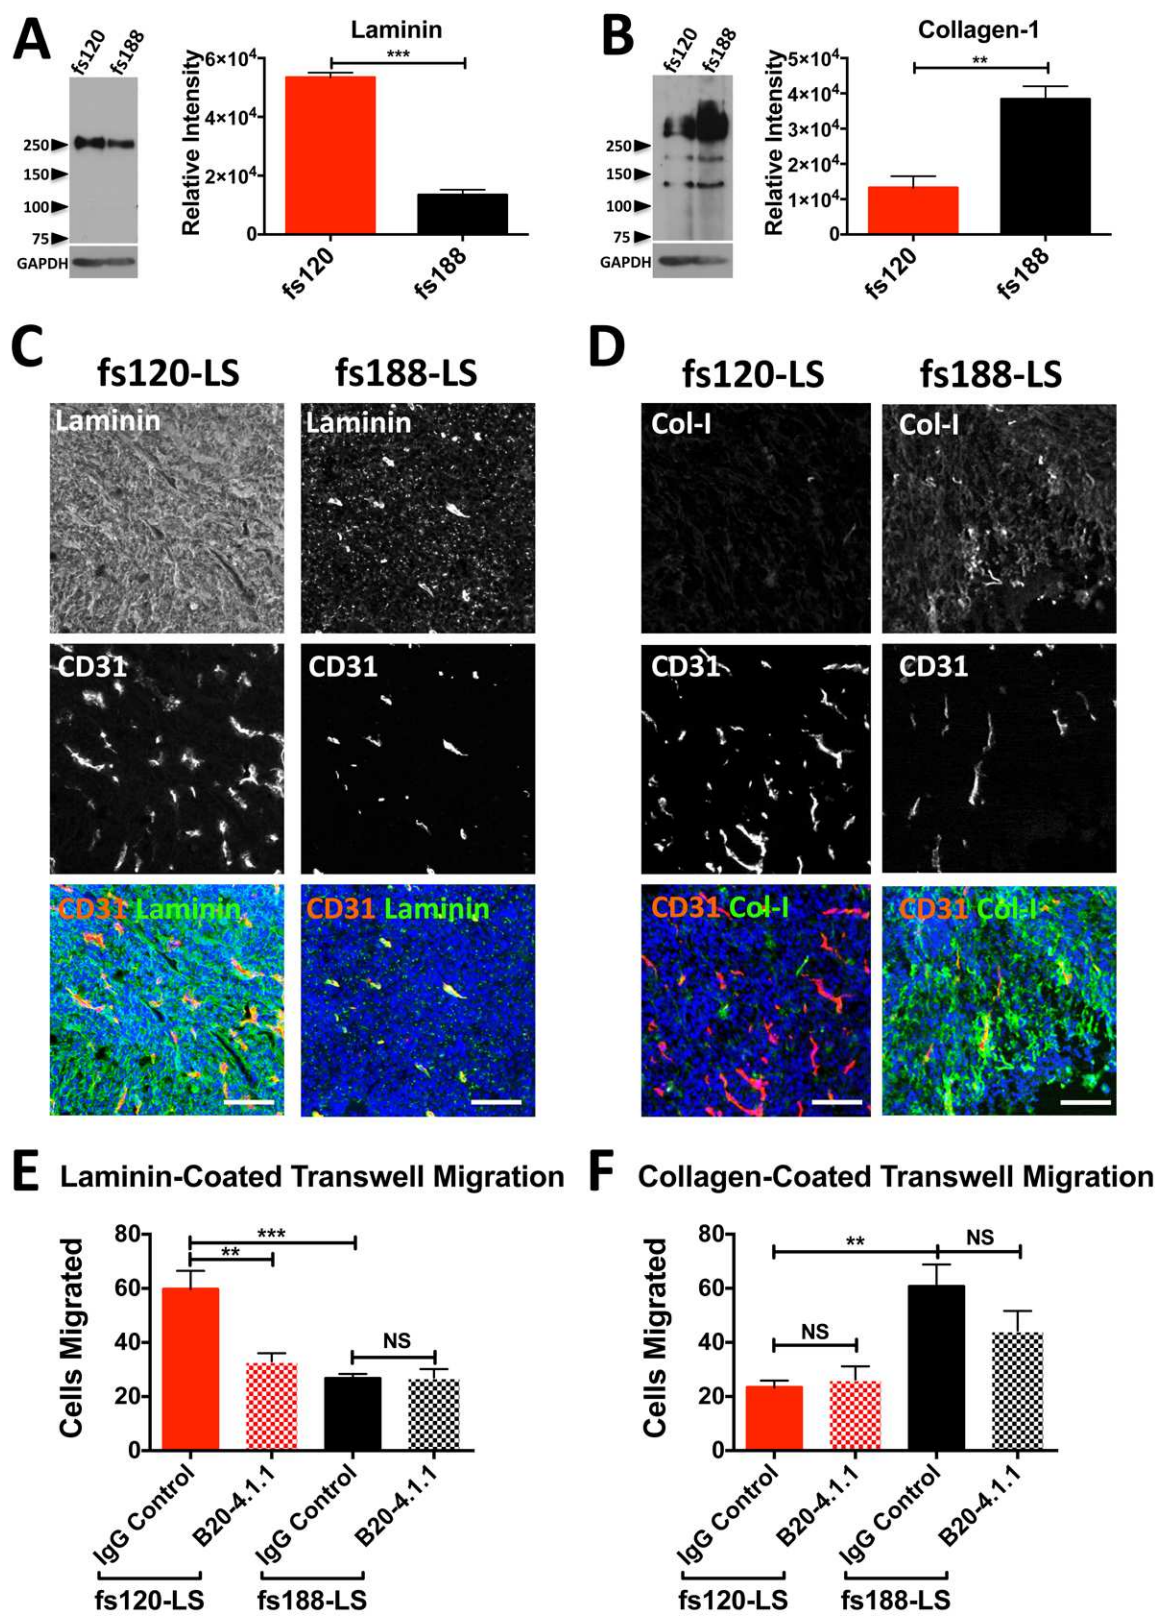 A
fs120
fs188
250
150
100
75
GAPDH
Laminin
Relative Intensity
6×10⁴
4×10⁴
2×10⁴
0
***
fs120
fs188
B
fs120
fs188
250
150
100
75
GAPDH
Collagen-1
Relative Intensity
5×10⁴
4×10⁴
3×10⁴
2×10⁴
1×10⁴
0
**
fs120
fs188
C
fs120-LS
fs188-LS
Laminin
Laminin
CD31
CD31
CD31 Laminin
CD31 Laminin
D
fs120-LS
fs188-LS
Col-I
Col-I
CD31
CD31
CD31 Col-I
CD31 Col-I
E
Laminin-Coated Transwell Migration
Cells Migrated
80
60
40
20
0
***
**
NS
IgG Control
B20-4.1.1
IgG Control
B20-4.1.1
fs120-LS
fs188-LS
F
Collagen-Coated Transwell Migration
Cells Migrated
80
60
40
20
0
**
NS
NS
IgG Control
B20-4.1.1
IgG Control
B20-4.1.1
fs120-LS
fs188-LS